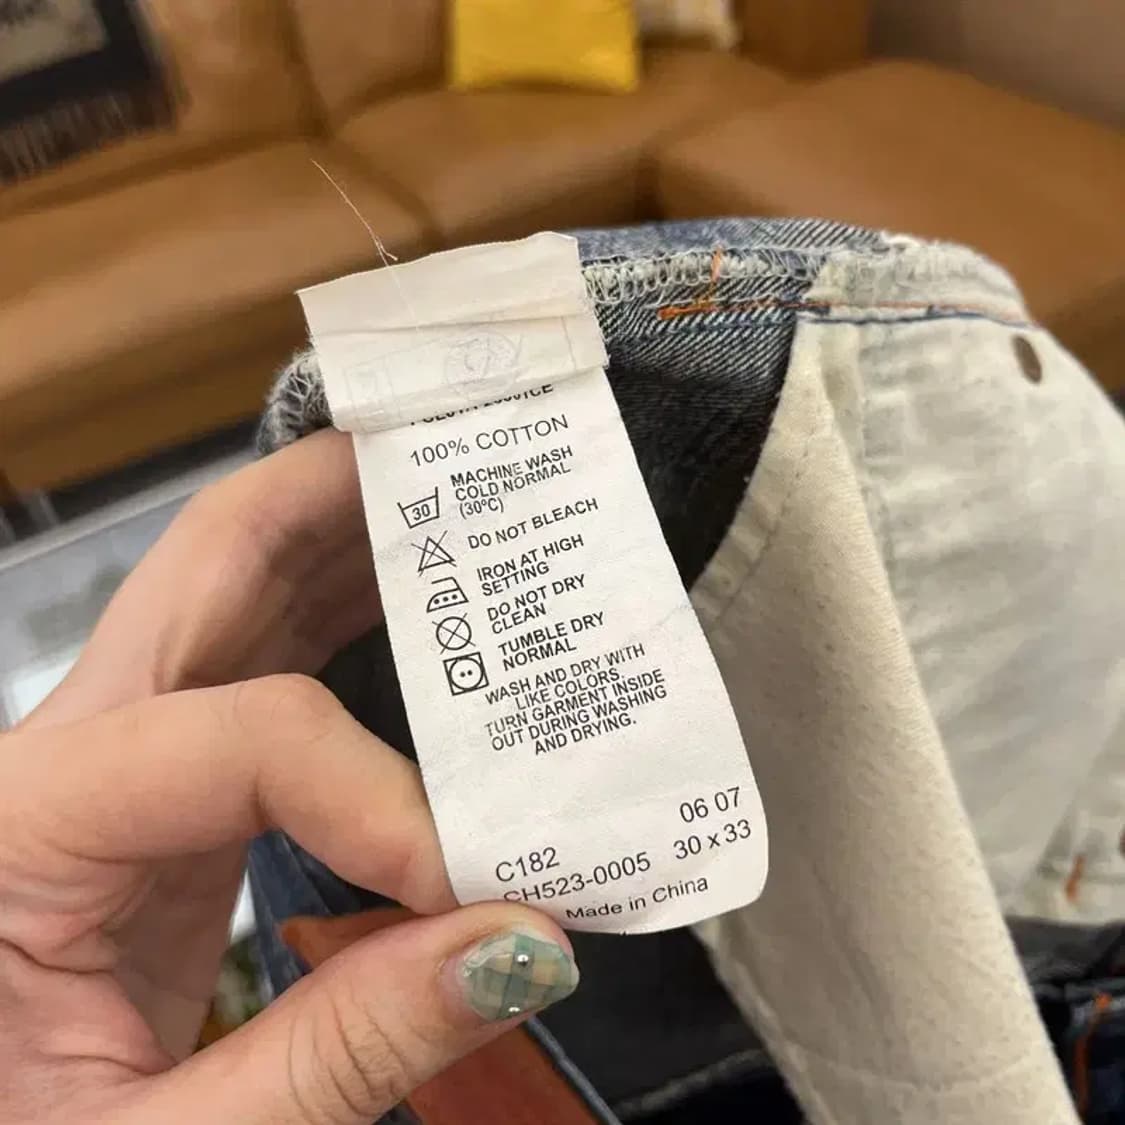 100% COTTON
MACHINE WASH
COLD NORMAL
(30°C)
30
DO NOT BLEACH
IRON AT HIGH
SETTING
DO NOT DRY
CLEAN
TUMBLE DRY
NORMAL
WASH AND DRY WITH
LIKE COLORS.
TURN GARMENT INSIDE
OUT DURING WASHING
AND DRYING.
06 07
C182
30 x 33
CH523-0005
Made in China